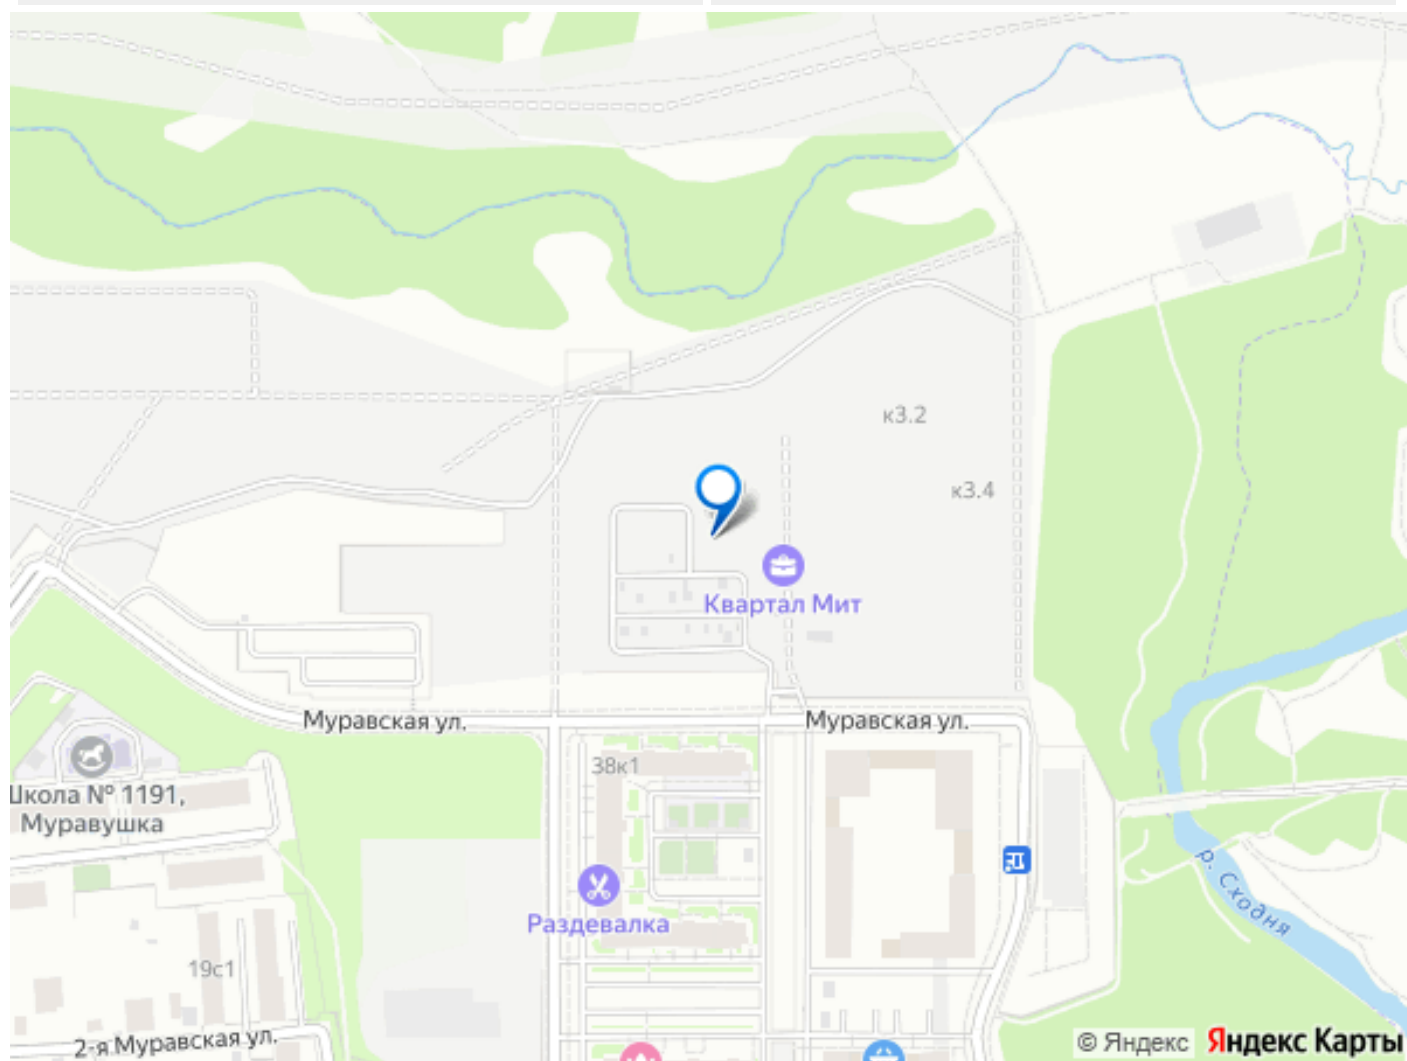 к3.2
к3.4
Квартал Мит
Муравская ул.
Муравская ул.
38к1
Школа № 1191,
Муравушка
р. Сходня
Раздевалка
19с1
2-я Муравская ул.
© Яндекс Яндекс Карты